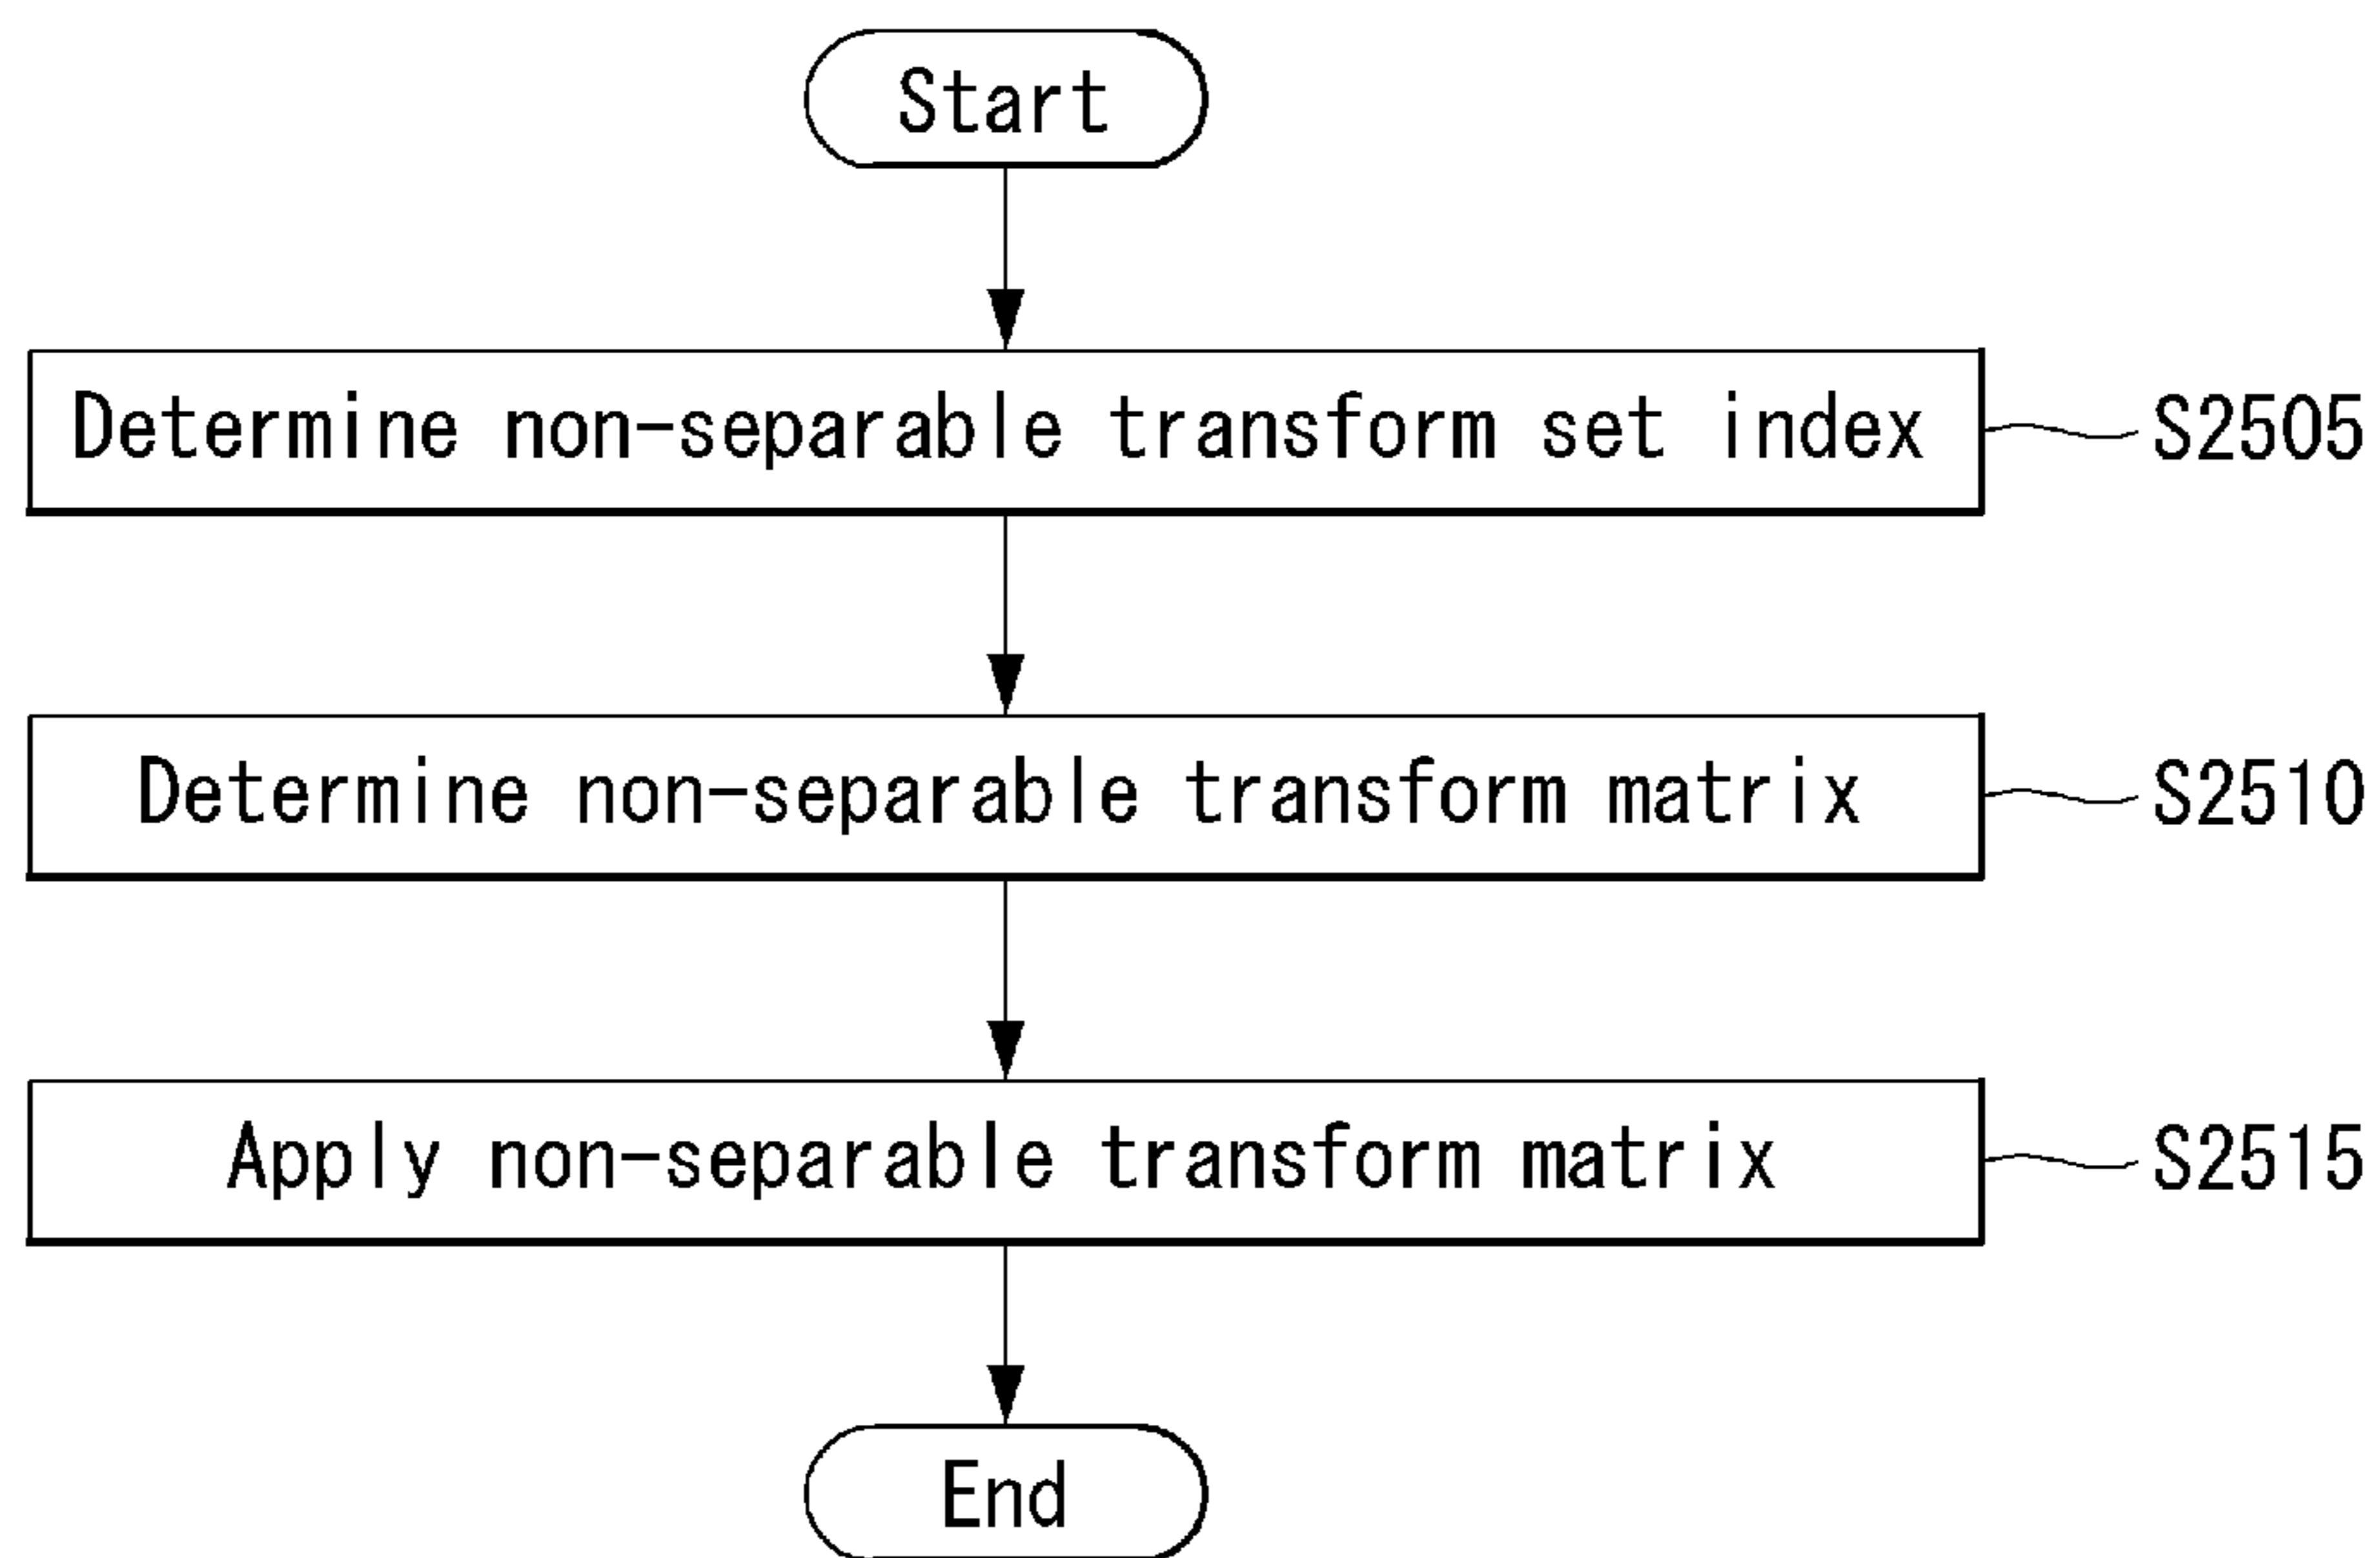 Start
Determine non-separable transform set index
S2505
Determine non-separable transform matrix
S2510
Apply non-separable transform matrix
S2515
End